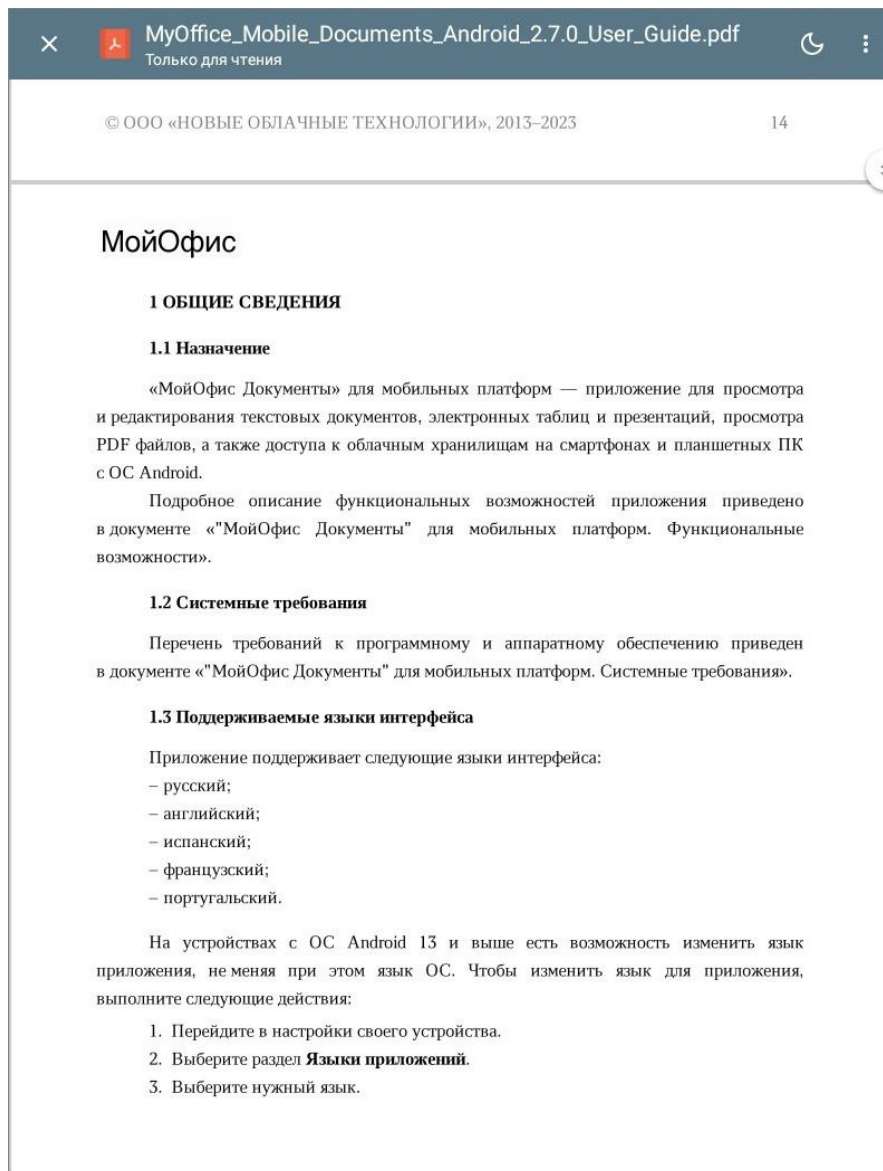 MyOffice_Mobile_Documents_Android_2.7.0_User_Guide.pdf
Только для чтения
© ООО «НОВЫЕ ОБЛАЧНЫЕ ТЕХНОЛОГИИ», 2013–2023 14
МойОфис
1 ОБЩИЕ СВЕДЕНИЯ
1.1 Назначение
«МойОфис Документы» для мобильных платформ — приложение для просмотра
и редактирования текстовых документов, электронных таблиц и презентаций, просмотра
PDF файлов, а также доступа к облачным хранилищам на смартфонах и планшетных ПК
с ОС Android.
Подробное описание функциональных возможностей приложения приведено
в документе «"МойОфис Документы" для мобильных платформ. Функциональные
возможности».
1.2 Системные требования
Перечень требований к программному и аппаратному обеспечению приведен
в документе «"МойОфис Документы" для мобильных платформ. Системные требования».
1.3 Поддерживаемые языки интерфейса
Приложение поддерживает следующие языки интерфейса:
– русский;
– английский;
– испанский;
– французский;
– португальский.
На устройствах с ОС Android 13 и выше есть возможность изменить язык
приложения, не меняя при этом язык ОС. Чтобы изменить язык для приложения,
выполните следующие действия:
1. Перейдите в настройки своего устройства.
2. Выберите раздел Языки приложений.
3. Выберите нужный язык.